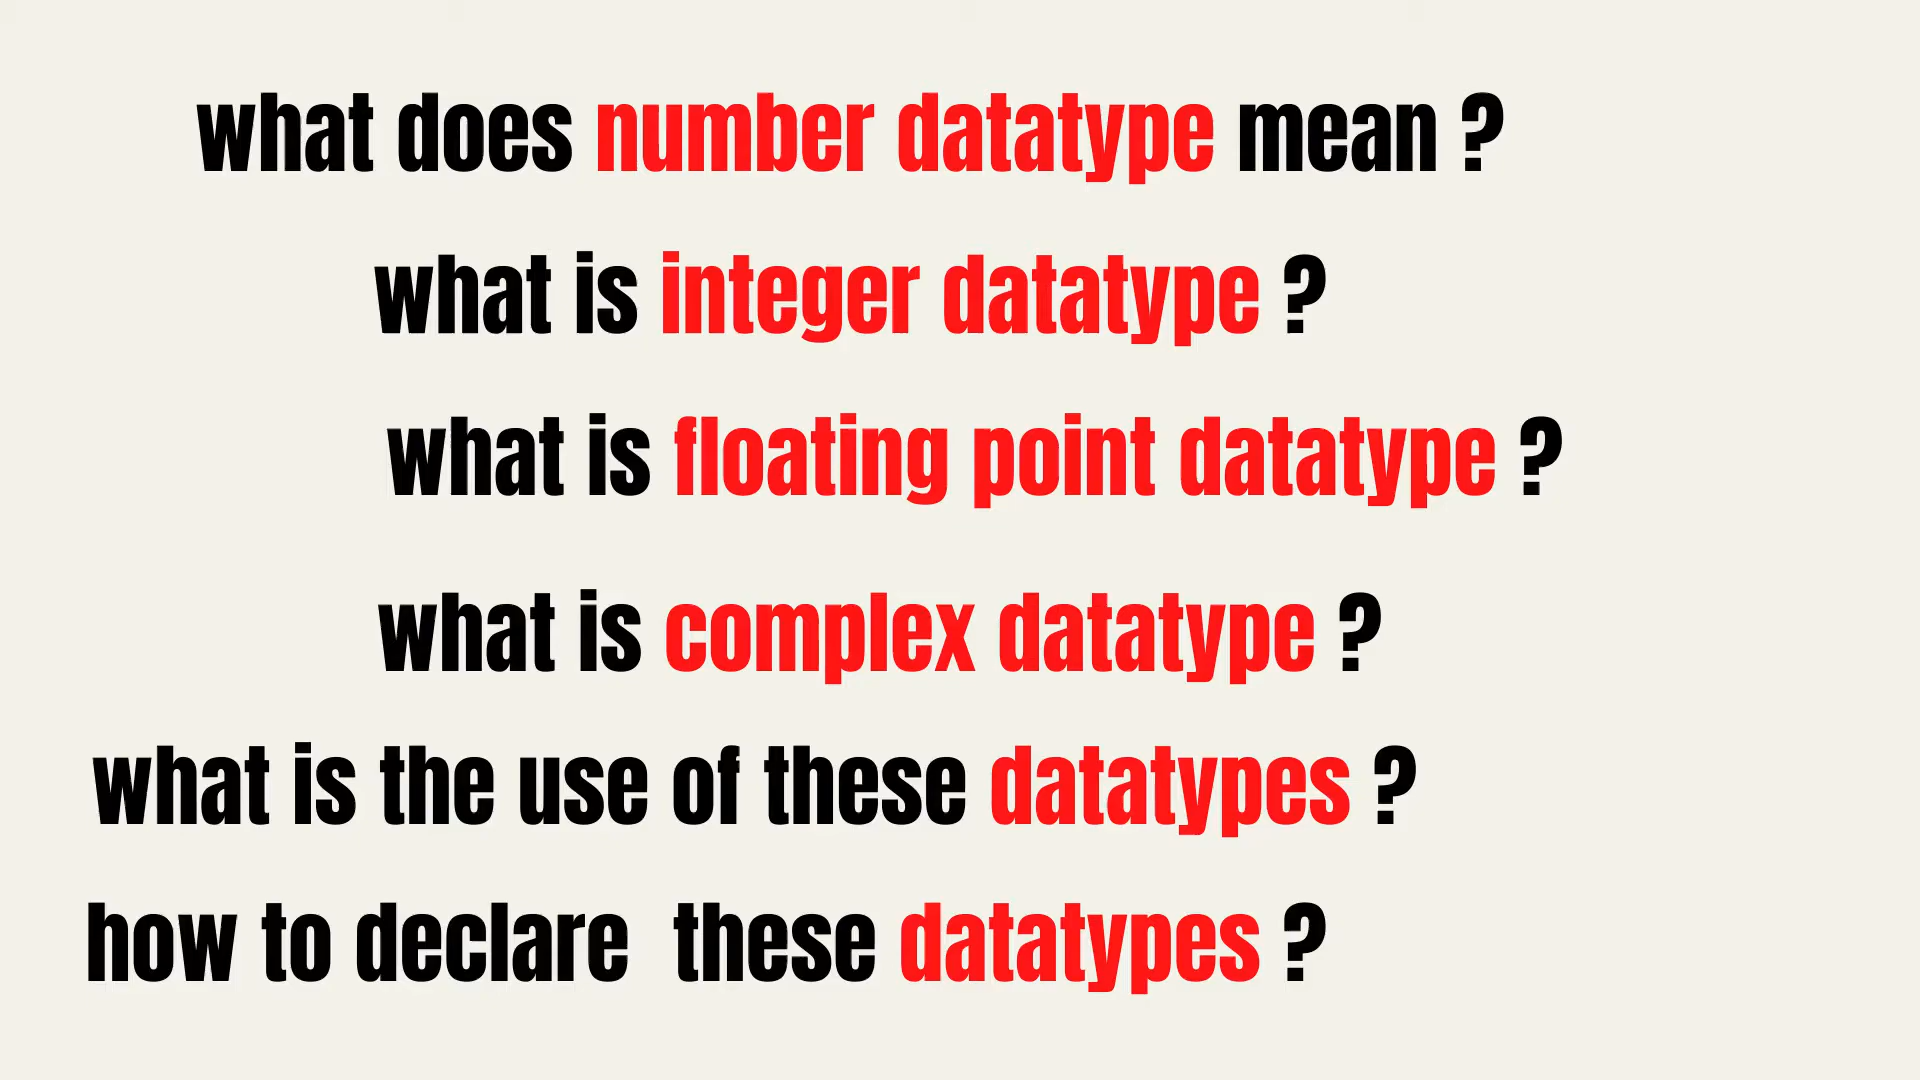 what does number datatype mean ?
what is integer datatype ?
what is floating point datatype ?
what is complex datatype ?
what is the use of these datatypes ?
how to declare  these datatypes ?